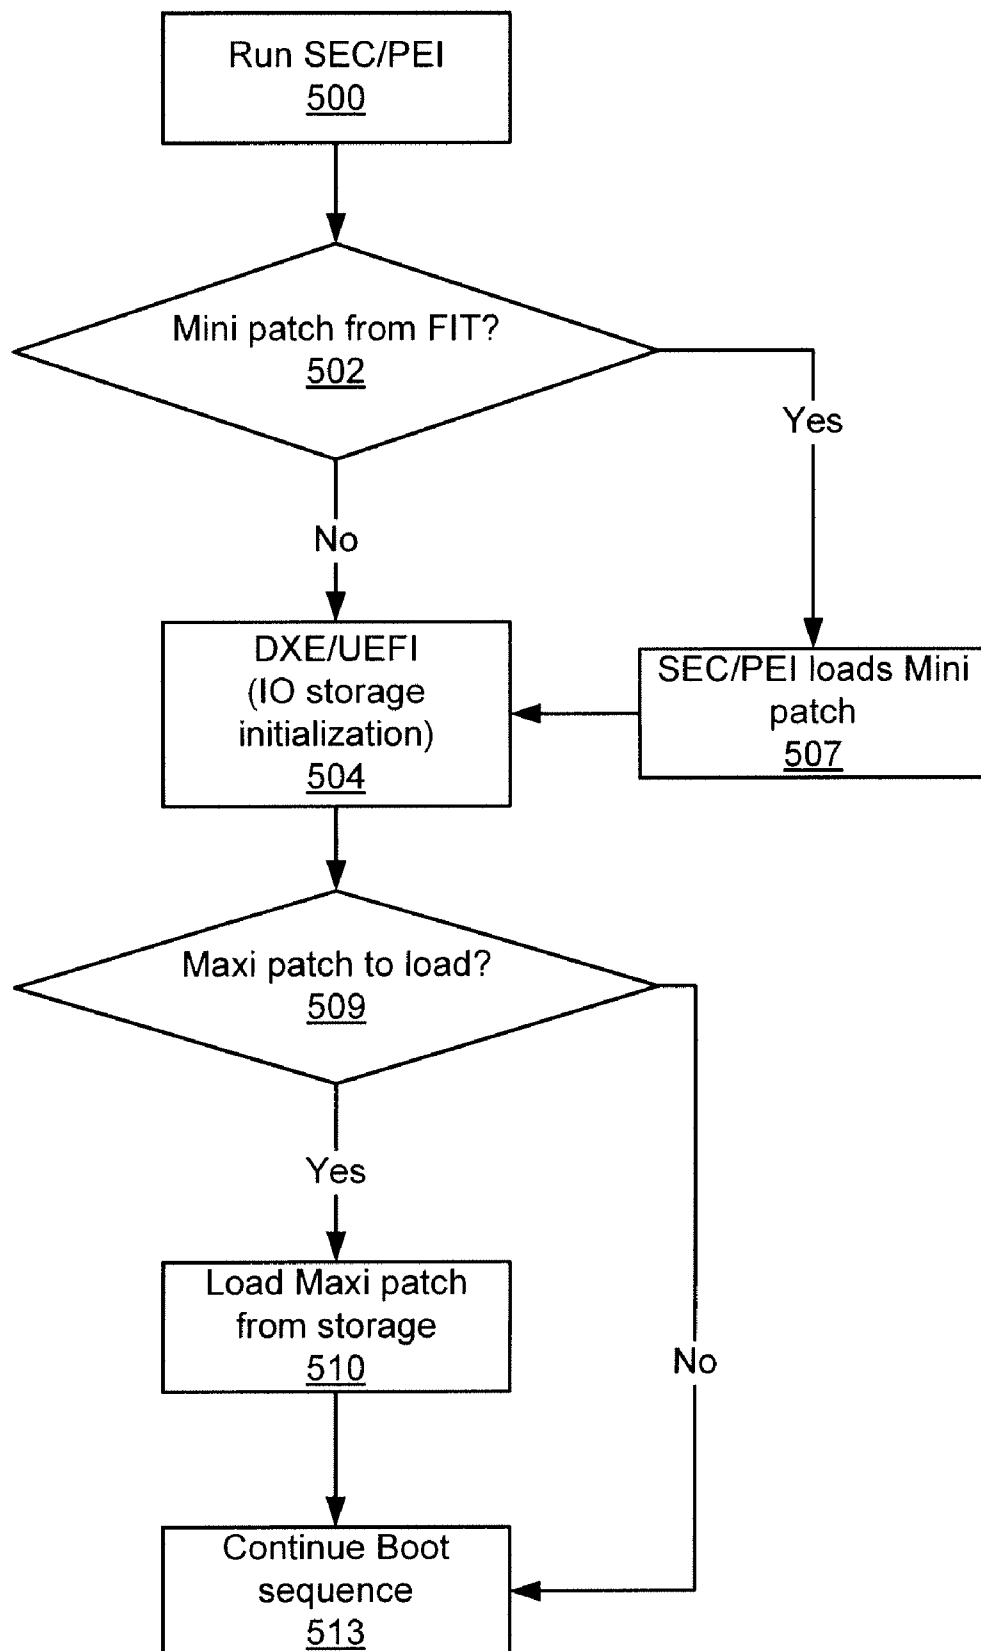 Run SEC/PEI
500
Mini patch from FIT?
502
Yes
No
DXE/UEFI
(IO storage
initialization)
504
SEC/PEI loads Mini
patch
507
Maxi patch to load?
509
Yes
Load Maxi patch
from storage
510
No
Continue Boot
sequence
513